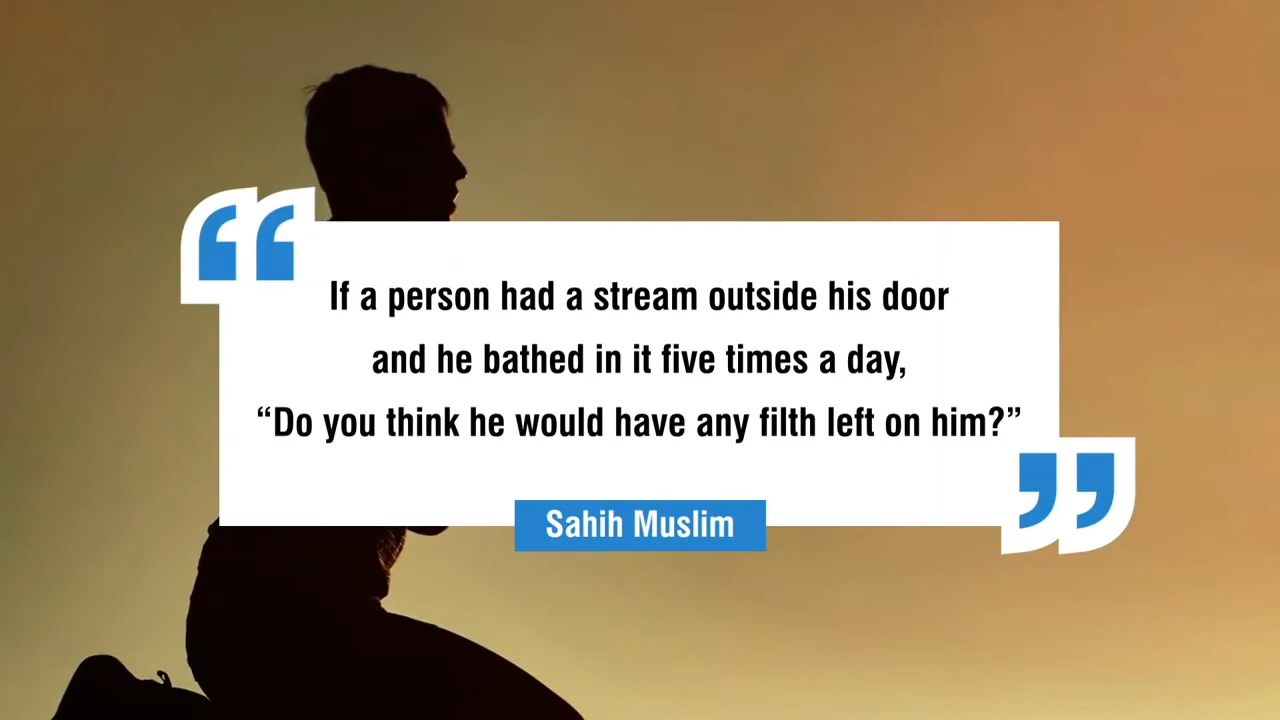 If a person had a stream outside his door
and he bathed in it five times a day,
“Do you think he would have any filth left on him?”
Sahih Muslim